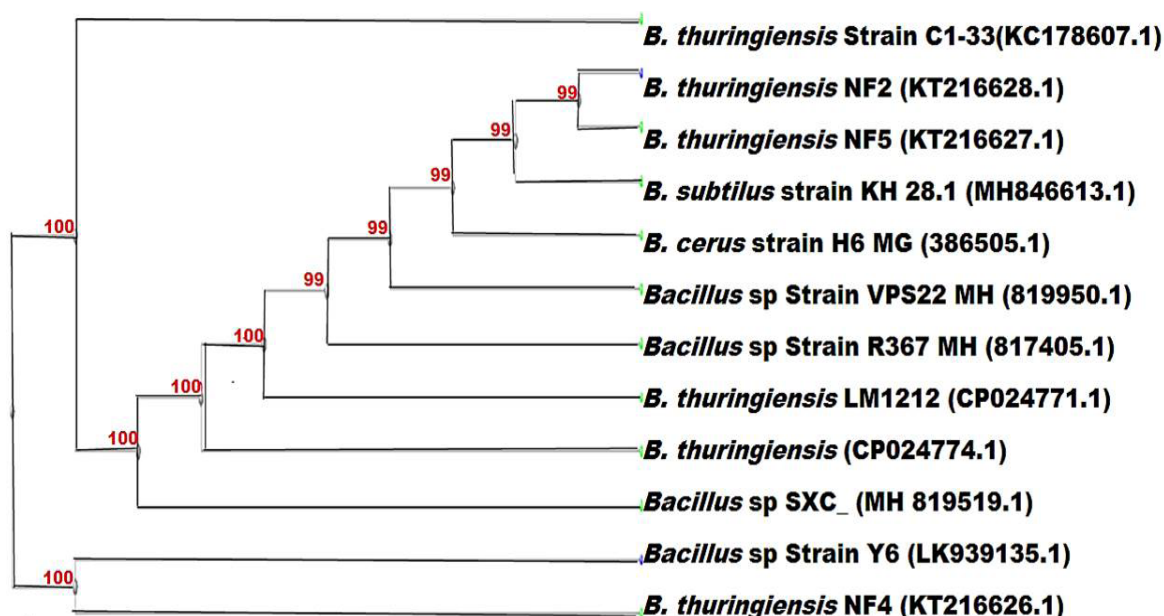 B. thuringiensis Strain C1-33(KC178607.1)
B. thuringiensis NF2 (KT216628.1)
99
B. thuringiensis NF5 (KT216627.1)
99
B. subtilus strain KH 28.1 (MH846613.1)
99
B. cerus strain H6 MG (386505.1)
100
99
Bacillus sp Strain VPS22 MH (819950.1)
99
Bacillus sp Strain R367 MH (817405.1)
100
B. thuringiensis LM1212 (CP024771.1)
100
B. thuringiensis (CP024774.1)
100
Bacillus sp SXC_ (MH 819519.1)
Bacillus sp Strain Y6 (LK939135.1)
100
B. thuringiensis NF4 (KT216626.1)